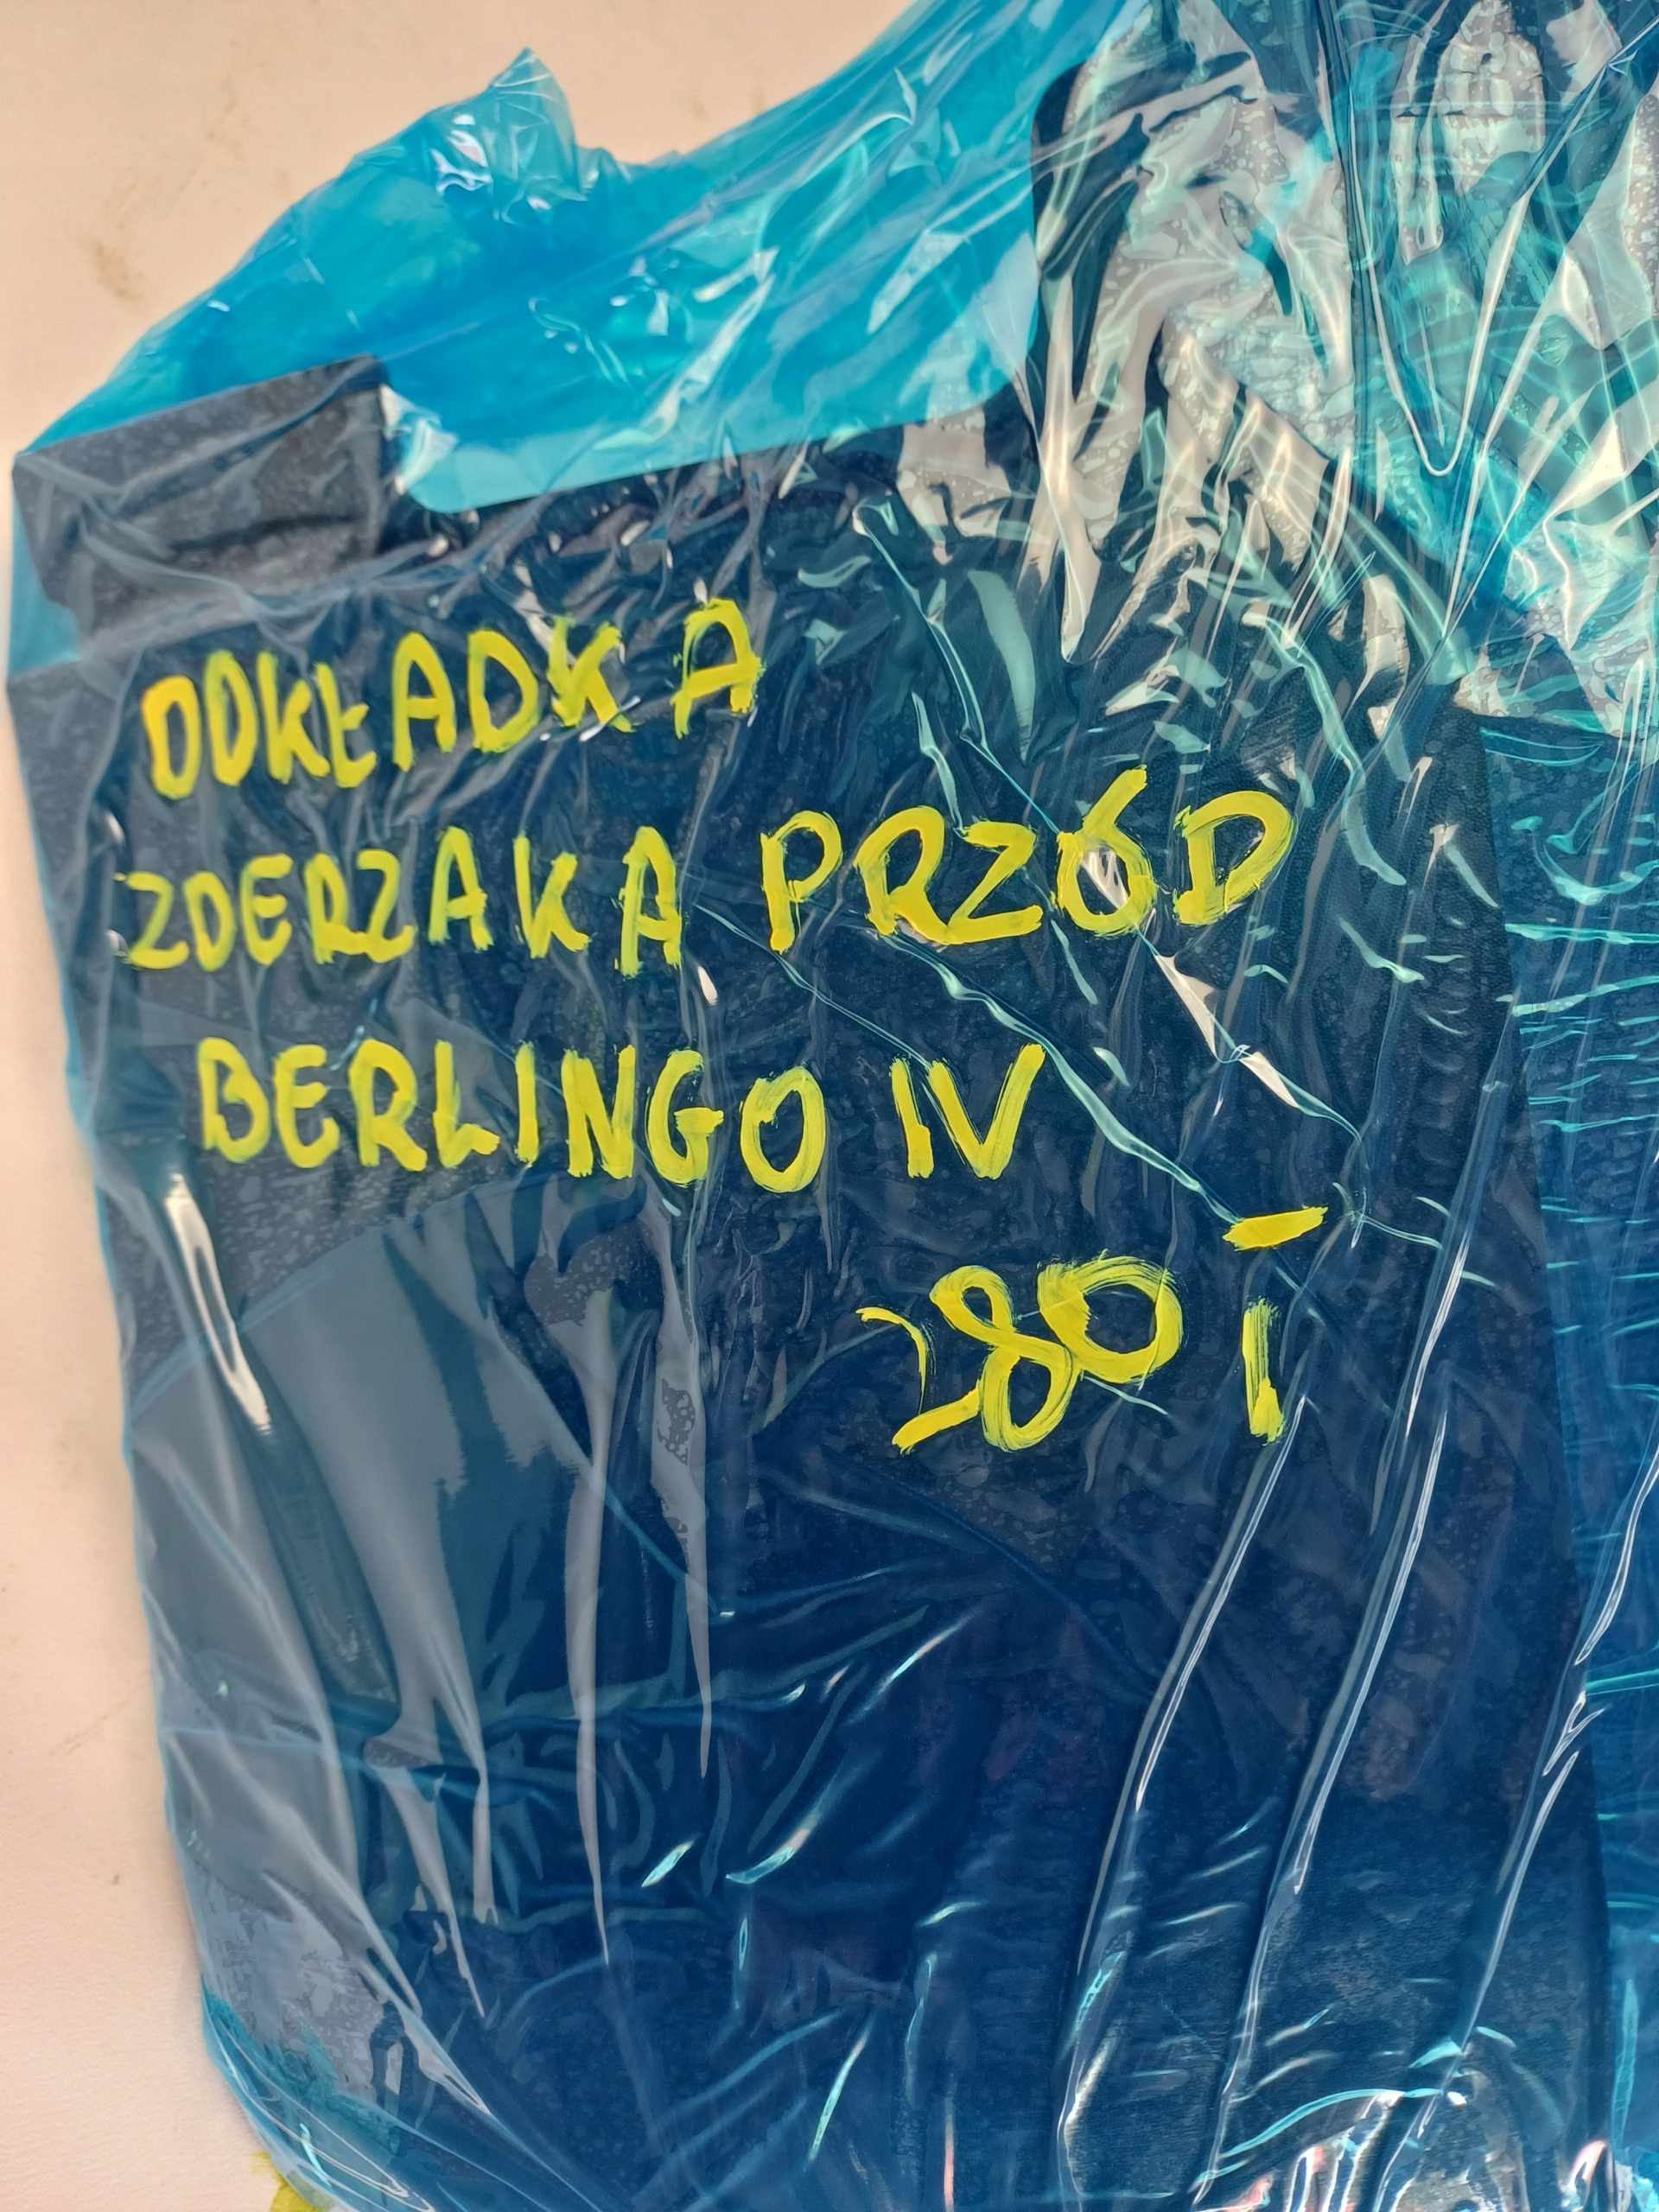 ODKŁADKA
ZDERZAKA PRZÓD
BERLINGO IV
280